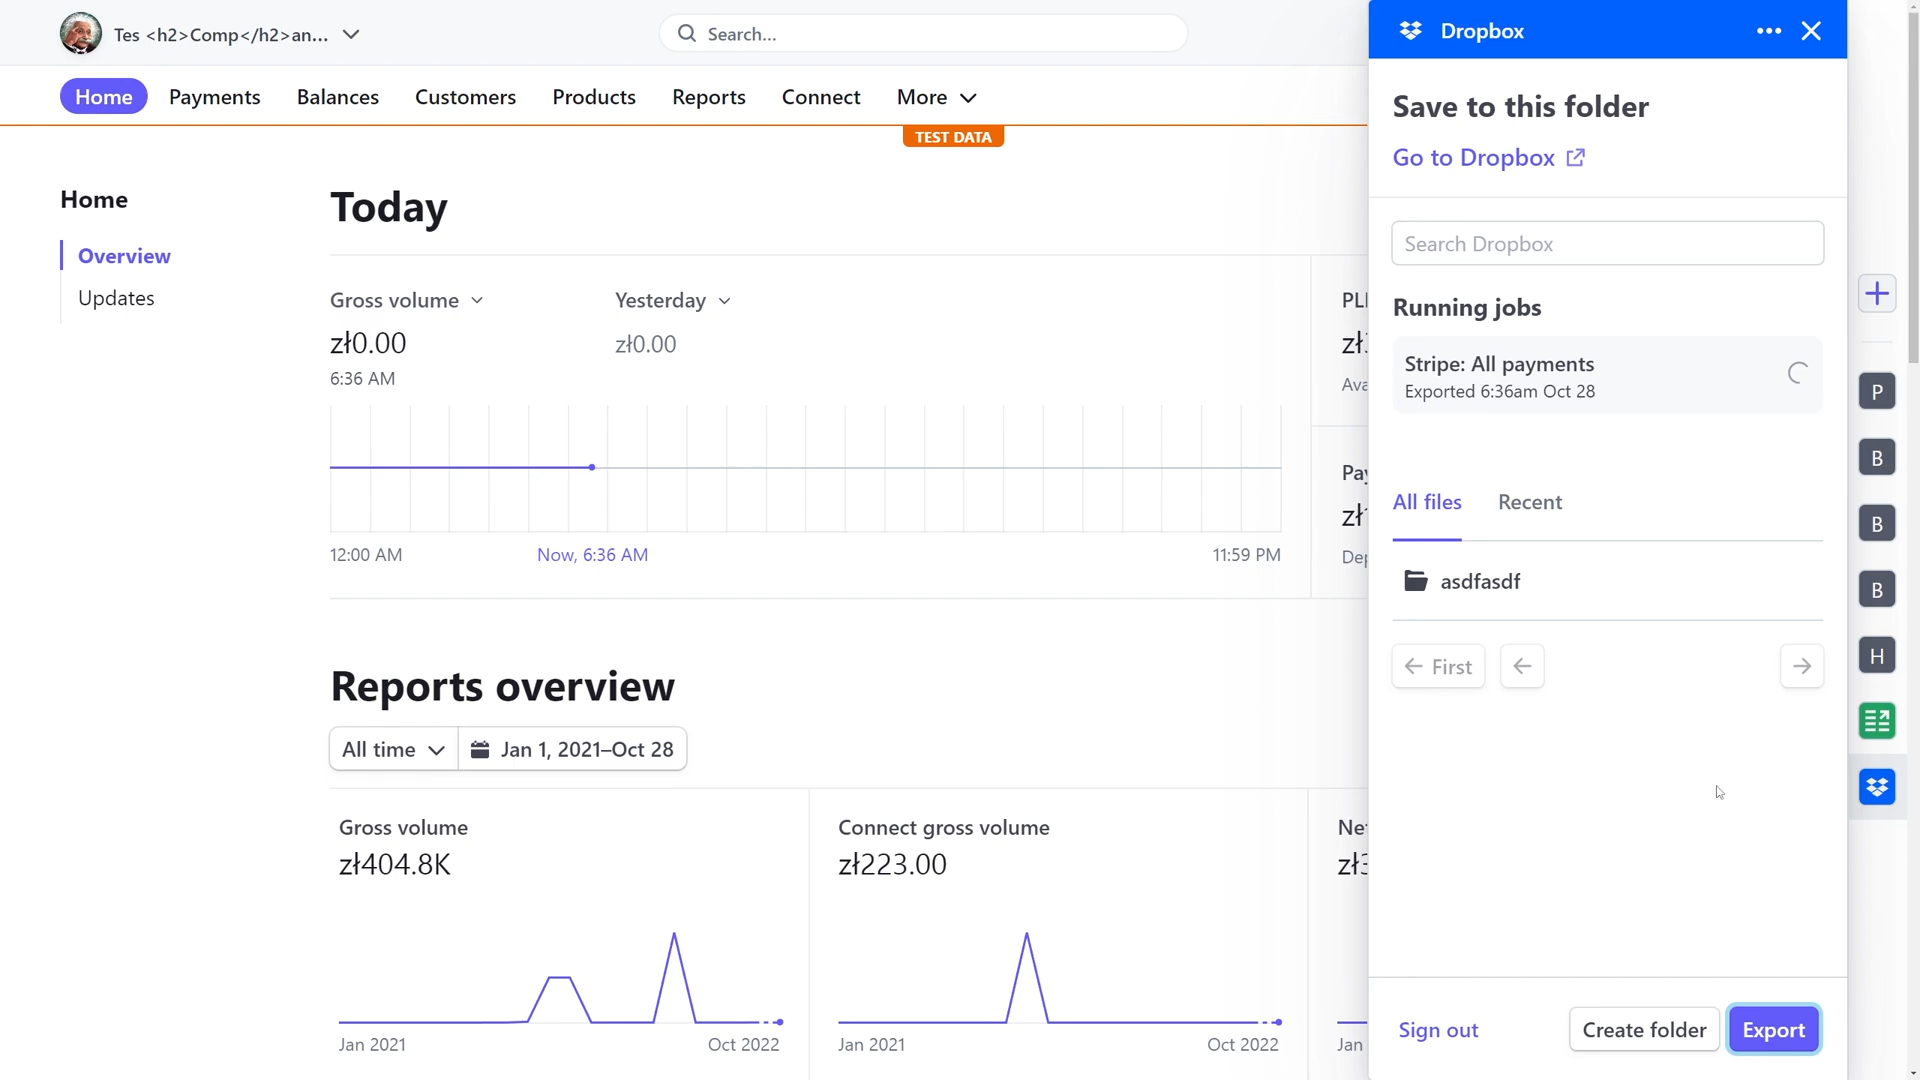 Tes <h2>Comp</h2>an...
Search...
Home
Payments
Balances
Customers
Products
Reports
Connect
More
TEST DATA
Home
Overview
Updates
Today
Gross volume
zł0.00
6:36 AM
Yesterday
zł0.00
12:00 AM
Now, 6:36 AM
11:59 PM
Reports overview
All time
Jan 1, 2021–Oct 28
Gross volume
zł404.8K
Jan 2021
Oct 2022
Connect gross volume
zł223.00
Jan 2021
Oct 2022
Jan
Dropbox
Save to this folder
Go to Dropbox
Search Dropbox
Running jobs
Stripe: All payments
Exported 6:36am Oct 28
All files
Recent
asdfasdf
First
Sign out
Create folder
Export
P
B
B
B
H